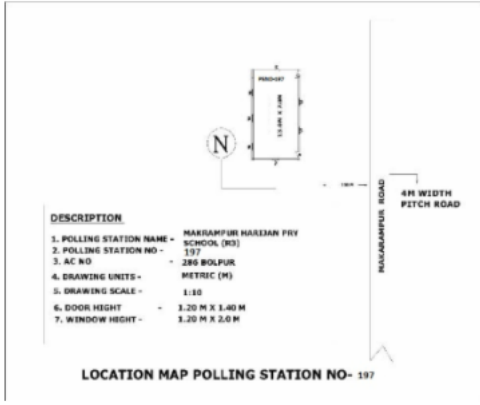 N
MAKARAMPUR ROAD
4M WIDTH
PITCH ROAD
DESCRIPTION
1. POLLING STATION NAME - MAKRAMPUR HARIJAN PRY
SCHOOL (R3)
2. POLLING STATION NO - 197
3. AC NO - 286 BOLPUR
4. DRAWING UNITS - METRIC (M)
5. DRAWING SCALE - 1:10
6. DOOR HIGHT - 1.20 M X 1.40 M
7. WINDOW HIGHT - 1.20 M X 2.0 M
LOCATION MAP POLLING STATION NO- 197